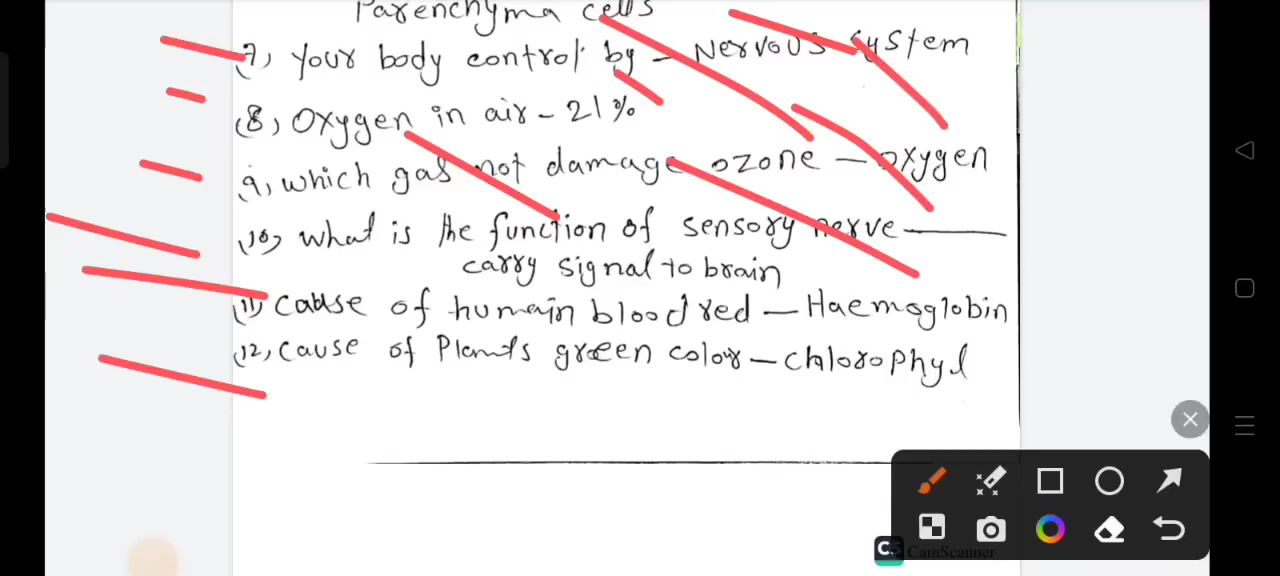 Parenchyma cells
(7) Your body control by - Nervous system
(8) Oxygen in air - 21%
(9) which gas not damage ozone - oxygen
(10) what is the function of sensory nerve -
carry signal to brain
(11) cause of human blood red - Haemoglobin
(12) cause of Plants green colour - chlorophyl
CS CamScanner